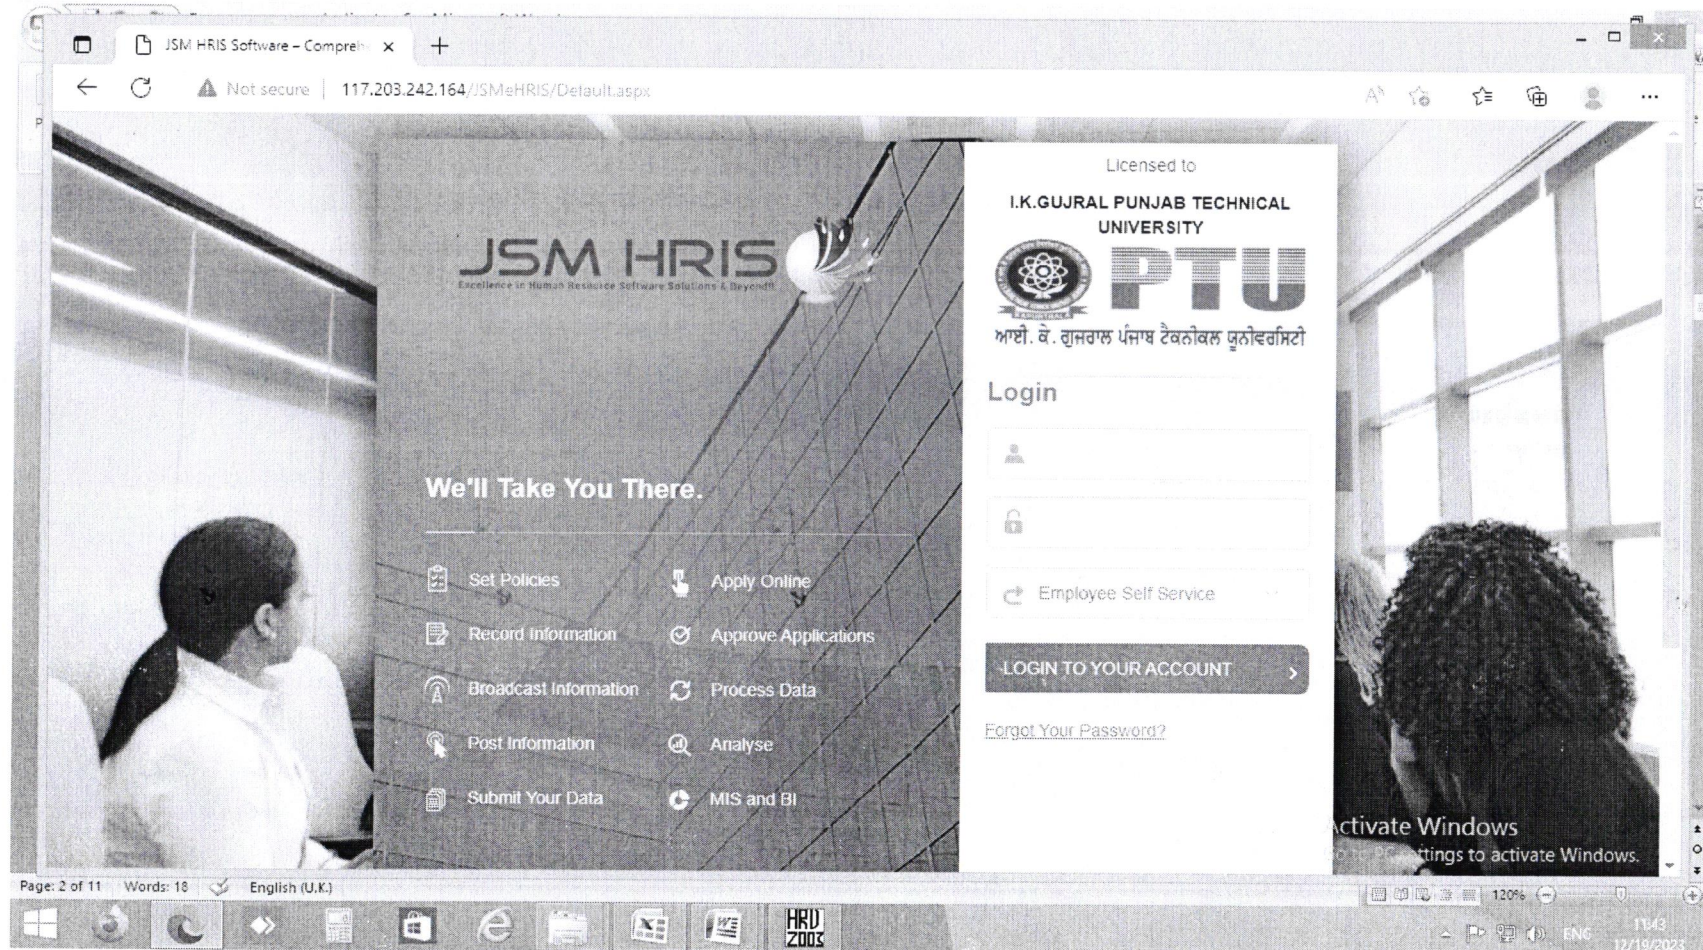 JSM HRIS Software – Compreh
Not secure
117.203.242.164/JSMeHRIS/Default.aspx
JSM HRIS
Excellence in Human Resource Software Solutions & Beyond!!
We'll Take You There.
Set Policies
Apply Online
Record Information
Approve Applications
Broadcast Information
Process Data
Post Information
Analyse
Submit Your Data
MIS and BI
Licensed to
I.K.GUJRAL PUNJAB TECHNICAL
UNIVERSITY
PTU
KAPURTHALA
ਆਈ. ਕੇ. ਗੁਜਰਾਲ ਪੰਜਾਬ ਟੈਕਨੀਕਲ ਯੂਨੀਵਰਸਿਟੀ
Login
Employee Self Service
LOGIN TO YOUR ACCOUNT
Forgot Your Password?
Activate Windows
Go to PC settings to activate Windows.
Page: 2 of 11
Words: 18
English (U.K.)
120%
HRD
2003
ENG
11:43
12/19/2023